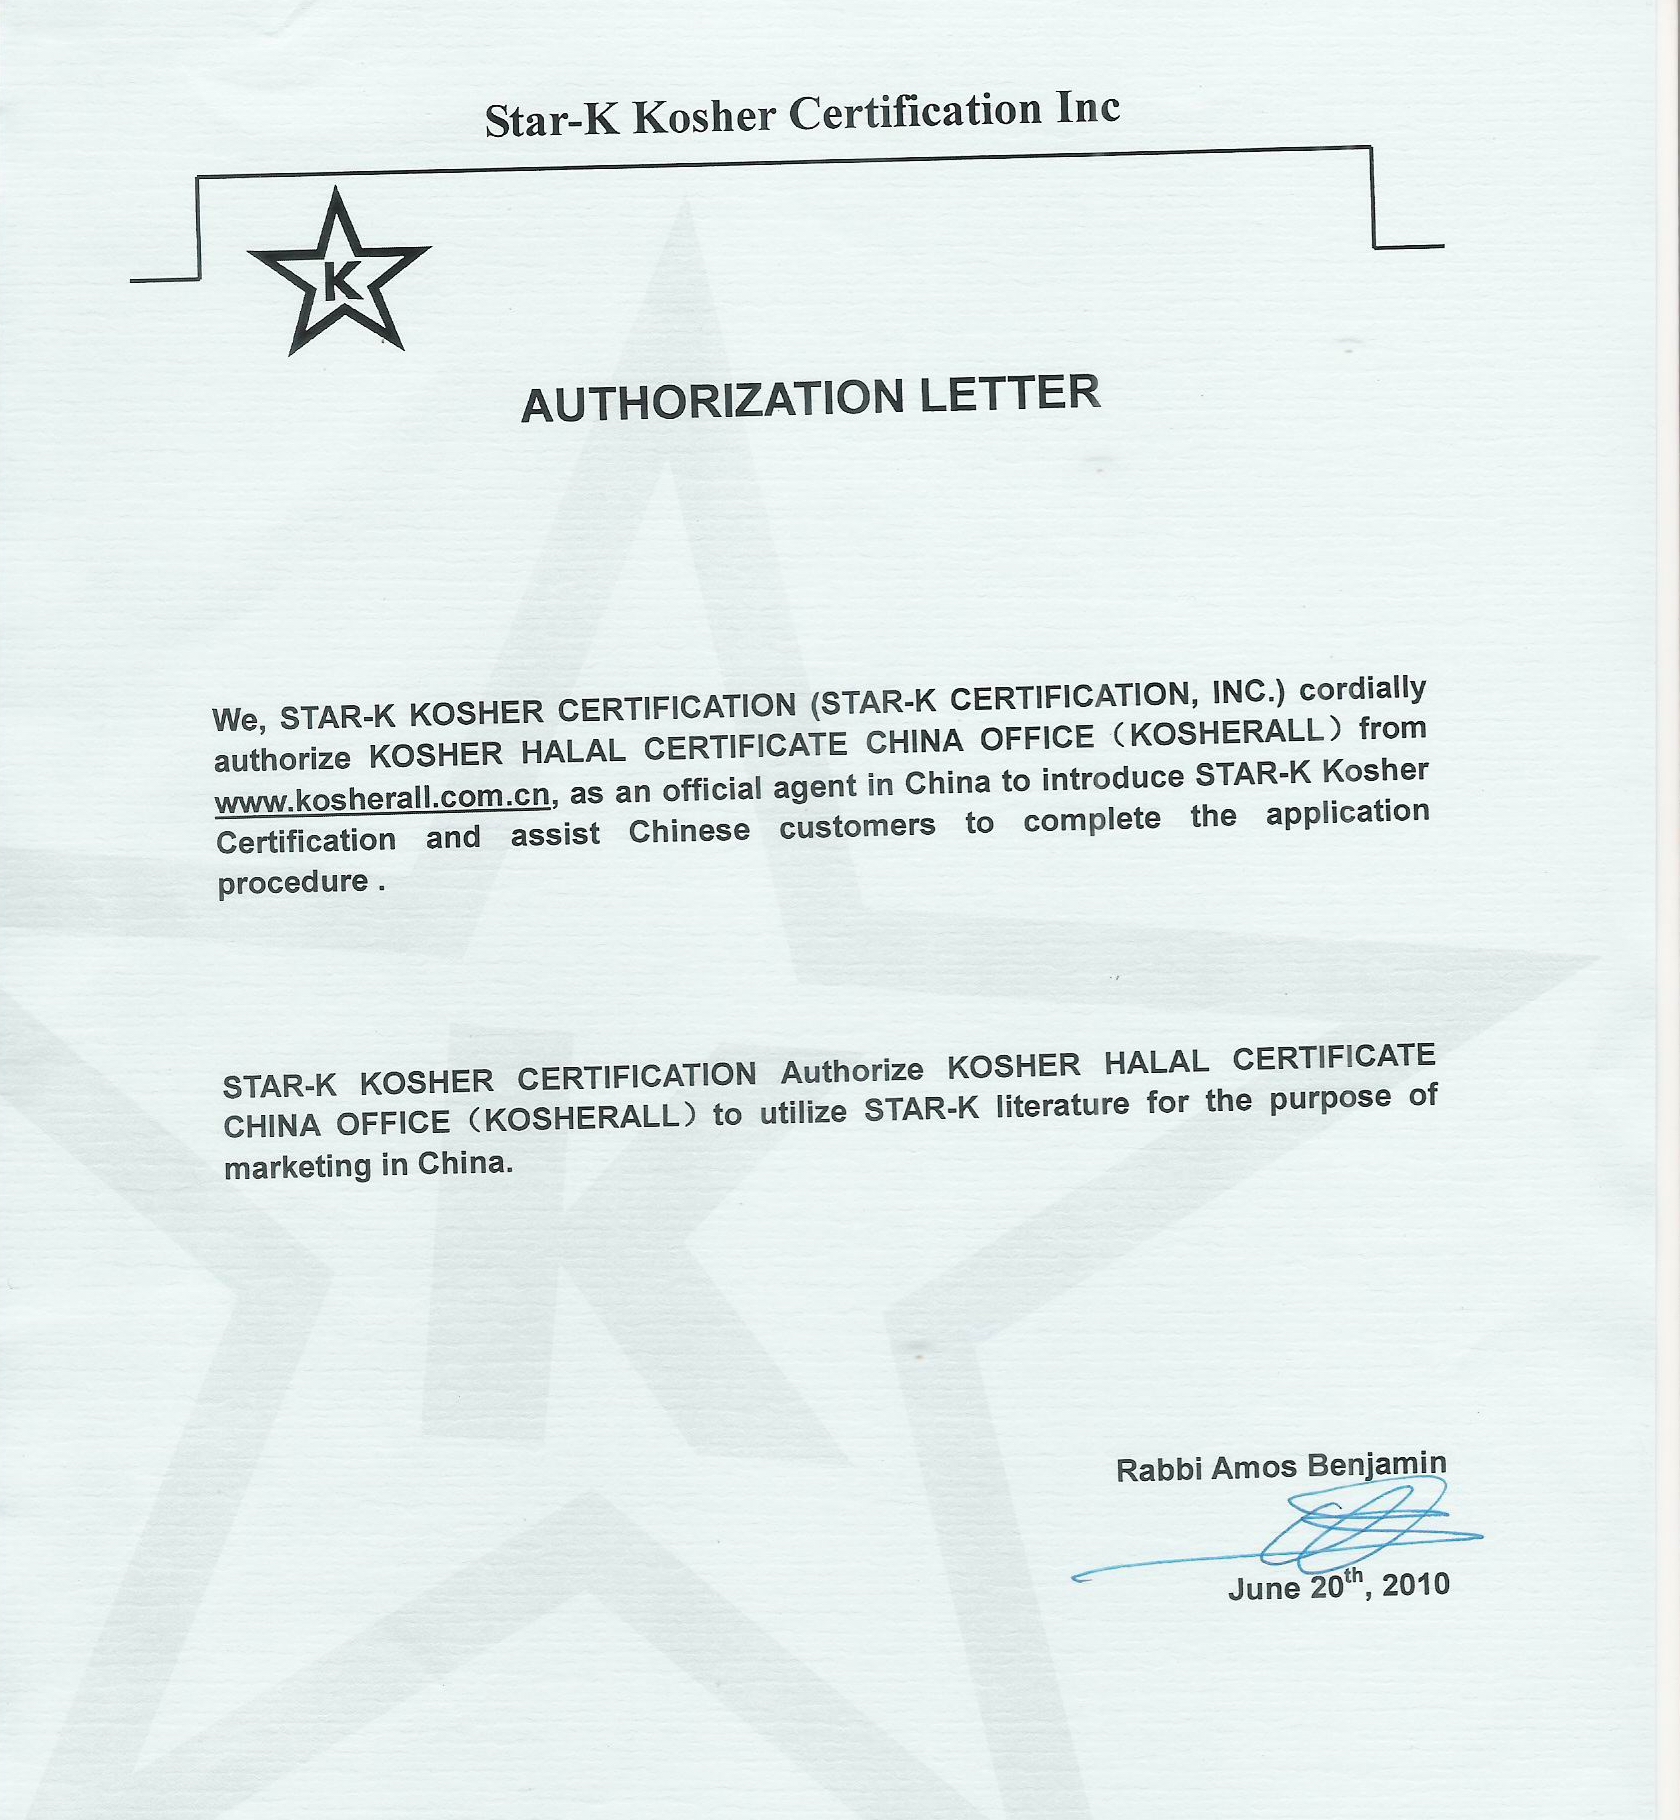 Star-K Kosher Certification Inc
K
AUTHORIZATION LETTER
We, STAR-K KOSHER CERTIFICATION (STAR-K CERTIFICATION, INC.) cordially
authorize KOSHER HALAL CERTIFICATE CHINA OFFICE（KOSHERALL）from
www.kosherall.com.cn, as an official agent in China to introduce STAR-K Kosher
Certification and assist Chinese customers to complete the application
procedure .
STAR-K KOSHER CERTIFICATION Authorize KOSHER HALAL CERTIFICATE
CHINA OFFICE（KOSHERALL）to utilize STAR-K literature for the purpose of
marketing in China.
Rabbi Amos Benjamin
June 20th, 2010